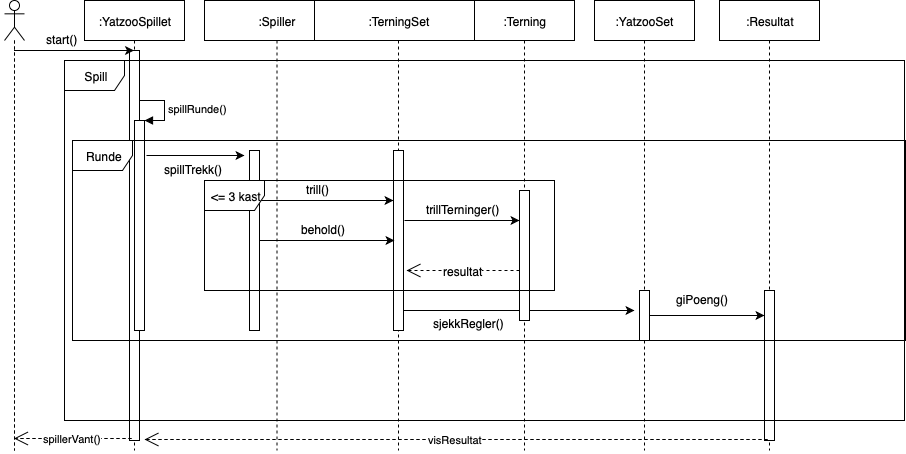 :YatzooSpillet
:Spiller
:TerningSet
:Terning
:YatzooSet
:Resultat
start()
Spill
spillRunde()
Runde
spillTrekk()
<= 3 kast
trill()
trillTerninger()
behold()
resultat
giPoeng()
sjekkRegler()
spillerVant()
visResultat